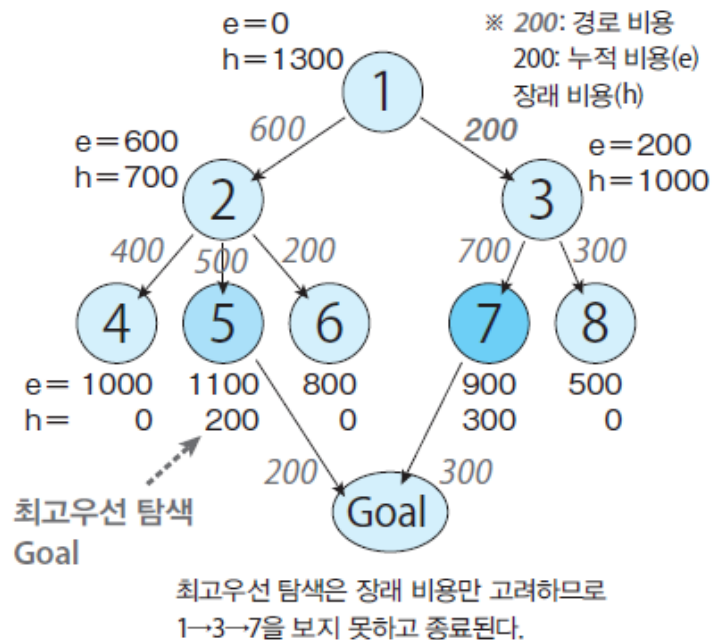 e=0
h=1300
※ 200: 경로 비용
200: 누적 비용(e)
장래 비용(h)
1
600
200
e=600
h=700
e=200
h=1000
2
3
400
500
200
700
300
4
5
6
7
8
e= 1000 1100 800 900 500
h= 0 200 0 300 0
200
300
Goal
최고우선 탐색
Goal
최고우선 탐색은 장래 비용만 고려하므로
1→3→7을 보지 못하고 종료된다.